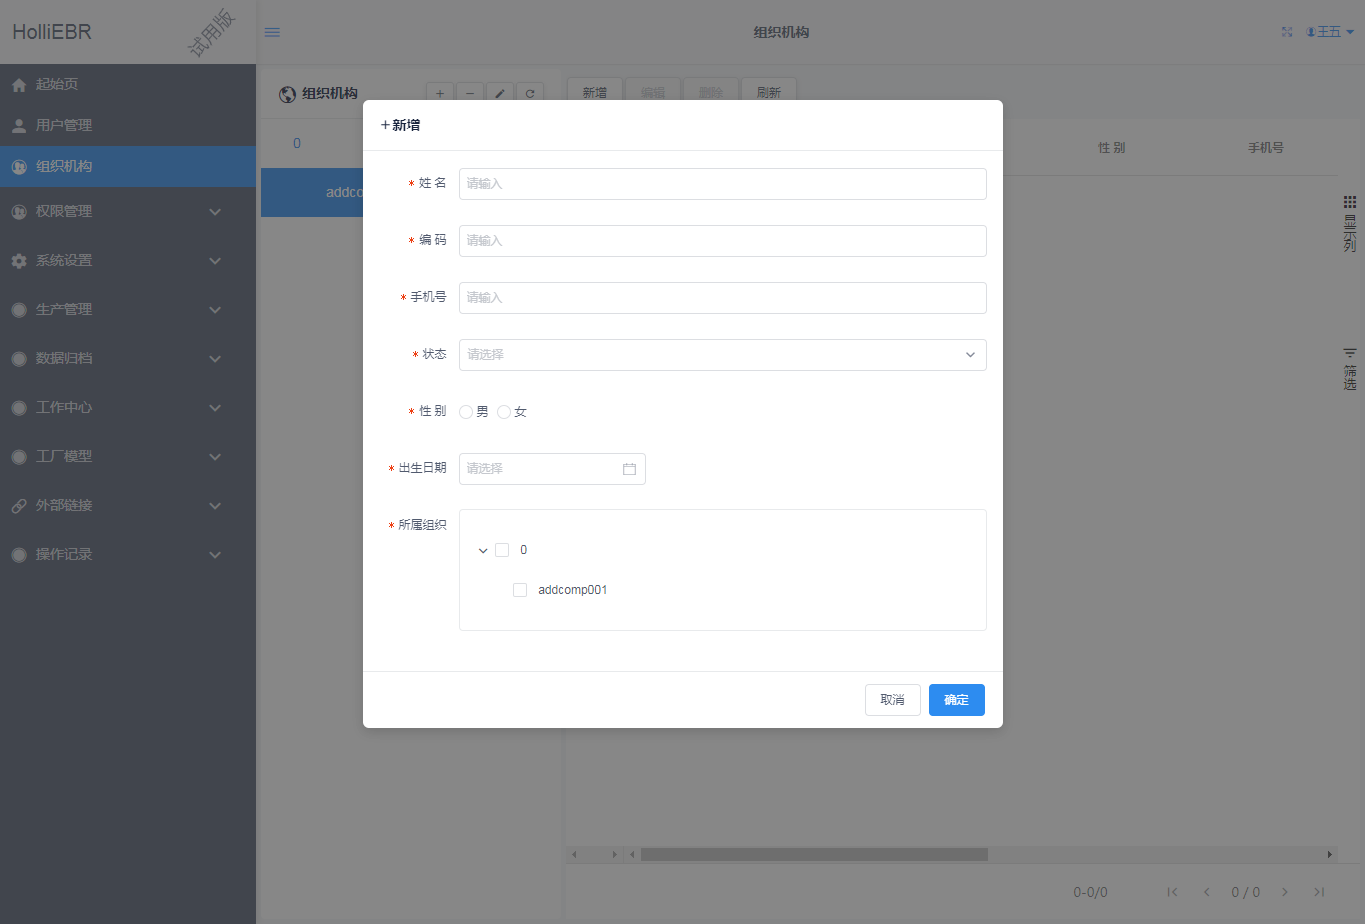 HolliEBR
试用版
组织机构
王五
起始页
用户管理
组织机构
权限管理
系统设置
生产管理
数据归档
工作中心
工厂模型
外部链接
操作记录
组织机构
新增 编辑 删除 刷新
0
addco
性 别 手机号
显示列
筛选
+新增
* 姓 名 请输入
* 编 码 请输入
* 手机号 请输入
* 状态 请选择
* 性 别 男 女
* 出生日期 请选择
* 所属组织
0
addcomp001
取消 确定
0-0/0 0 / 0